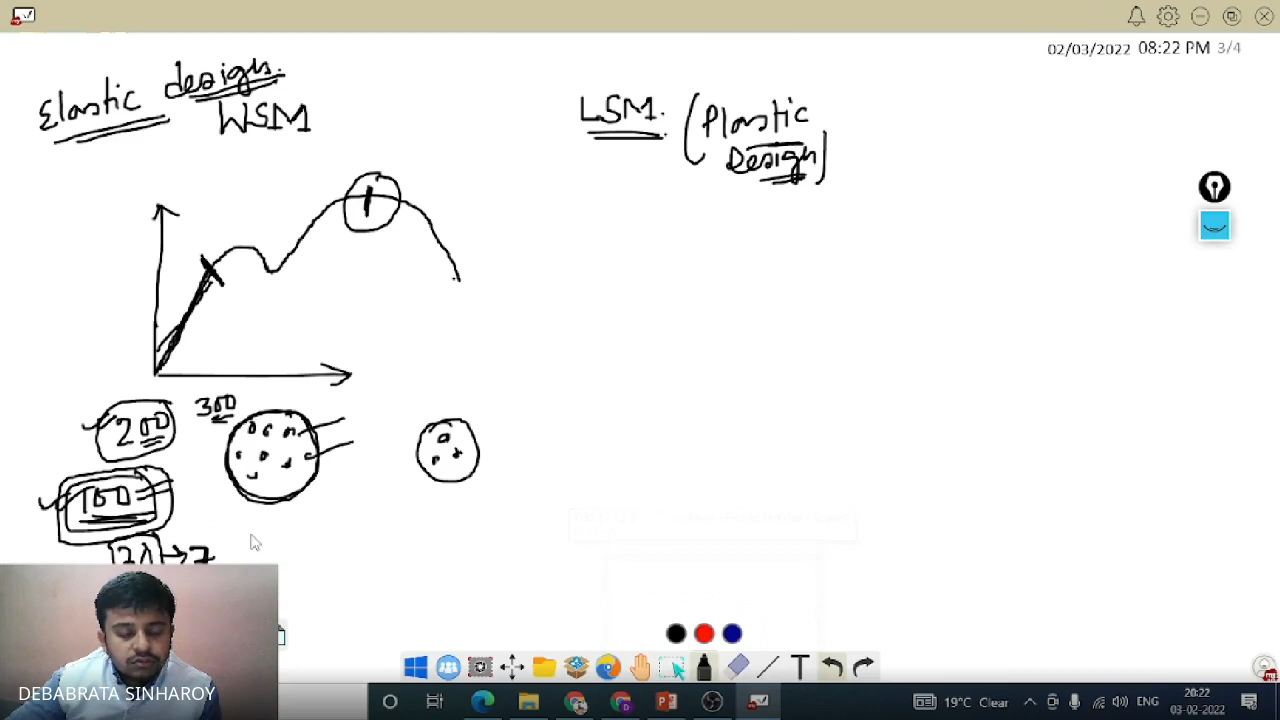 02/03/2022 08:22 PM 3/4
Elastic design.
WSM
LSM. (Plastic
Design)
300
200
100
DEBABRATA SINHAROY
19°C Clear
ENG
20:22
03-02-2022